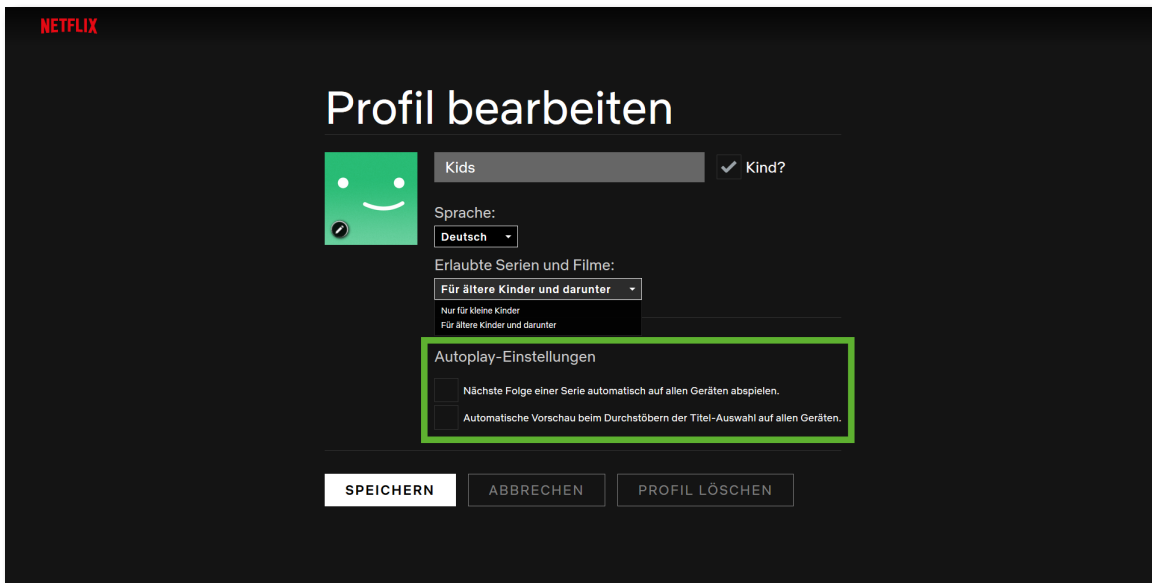 NETFLIX
Profil bearbeiten
Kids
Kind?
Sprache:
Deutsch
Erlaubte Serien und Filme:
Für ältere Kinder und darunter
Nur für kleine Kinder
Für ältere Kinder und darunter
Autoplay-Einstellungen
Nächste Folge einer Serie automatisch auf allen Geräten abspielen.
Automatische Vorschau beim Durchstöbern der Titel-Auswahl auf allen Geräten.
SPEICHERN ABBRECHEN PROFIL LÖSCHEN